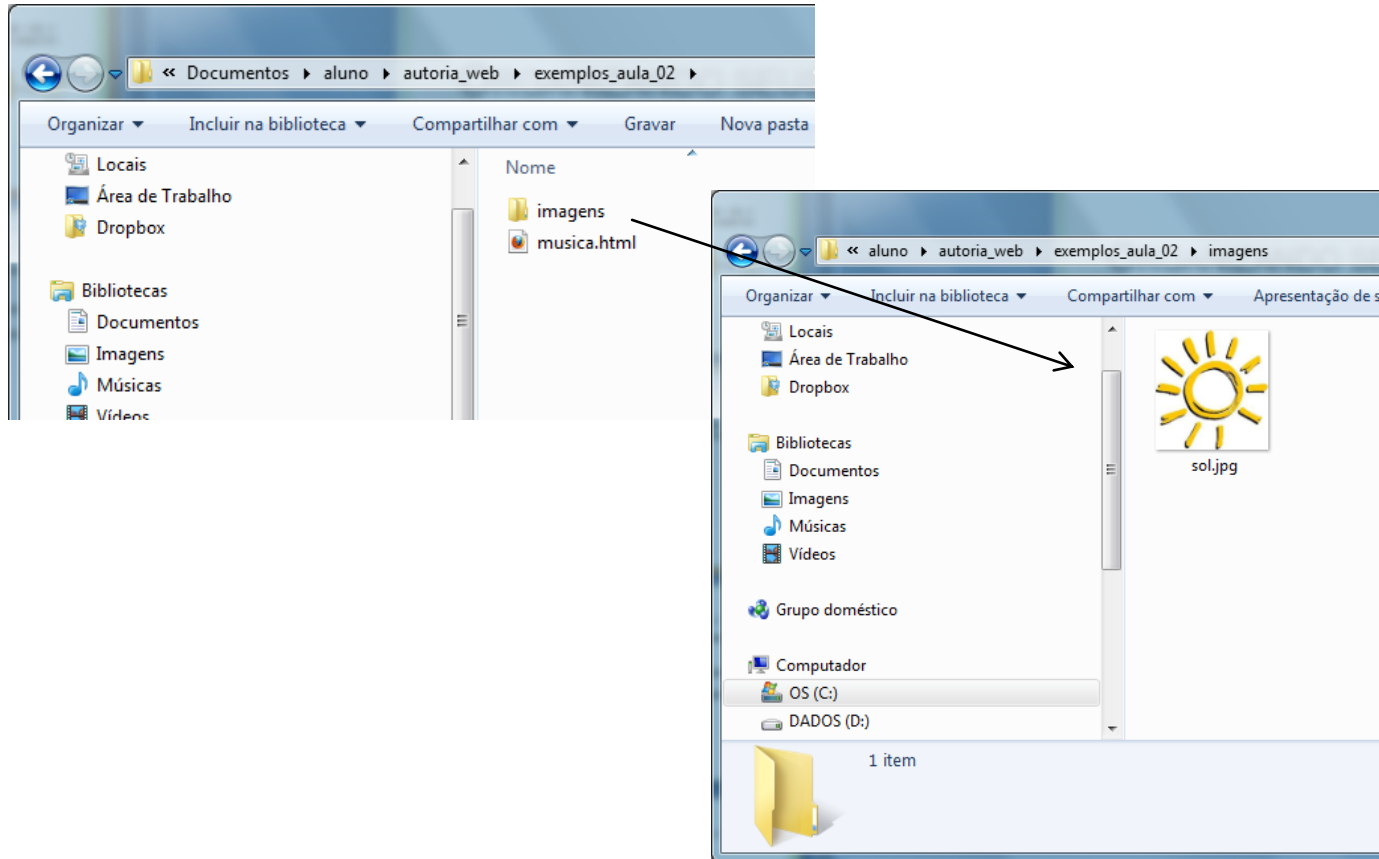 « Documentos aluno autoria_web exemplos_aula_02
Organizar Incluir na biblioteca Compartilhar com Gravar Nova pasta
Locais
Área de Trabalho
Dropbox
Bibliotecas
Documentos
Imagens
Músicas
Vídeos
Nome
imagens
musica.html
« aluno autoria_web exemplos_aula_02 imagens
Organizar Incluir na biblioteca Compartilhar com Apresentação de s
Locais
Área de Trabalho
Dropbox
Bibliotecas
Documentos
Imagens
Músicas
Vídeos
Grupo doméstico
Computador
OS (C:)
DADOS (D:)
sol.jpg
1 item